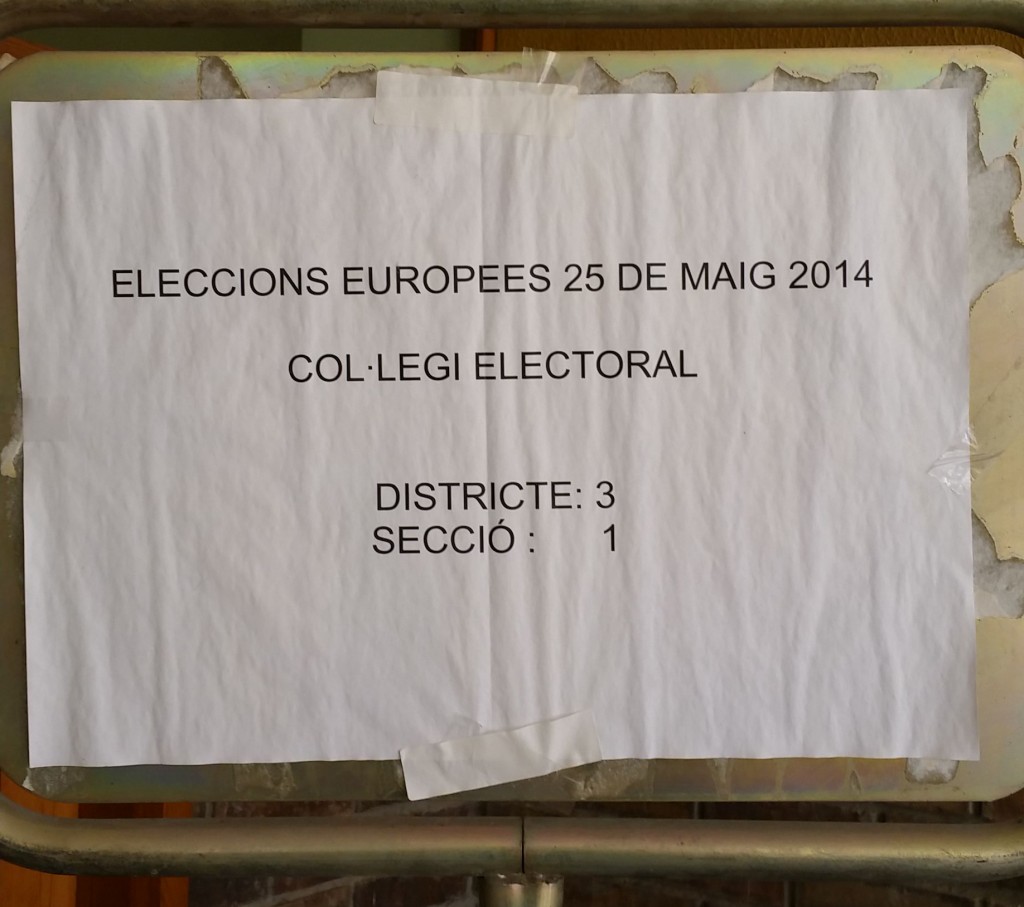 ELECCIONS EUROPEES 25 DE MAIG 2014
COL·LEGI ELECTORAL
DISTRICTE: 3
SECCIÓ : 1